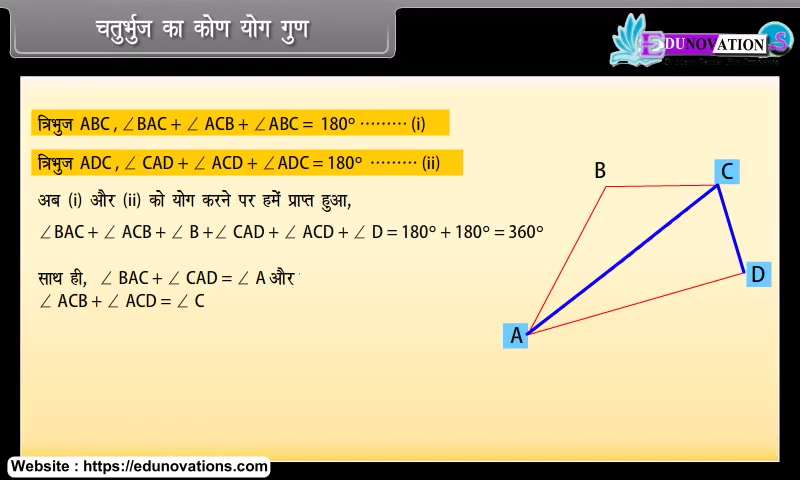 चतुर्भुज का कोण योग गुण
EDUNOVATIONS
त्रिभुज ABC , ∠BAC + ∠ ACB + ∠ABC = 180° ········· (i)
त्रिभुज ADC , ∠ CAD + ∠ ACD + ∠ADC = 180° ········· (ii)
अब (i) और (ii) को योग करने पर हमें प्राप्त हुआ,
∠BAC + ∠ ACB + ∠ B +∠ CAD + ∠ ACD + ∠ D = 180° + 180° = 360°
साथ ही, ∠ BAC + ∠ CAD = ∠ A और
∠ ACB + ∠ ACD = ∠ C
B
C
D
A
Website : https://edunovations.com